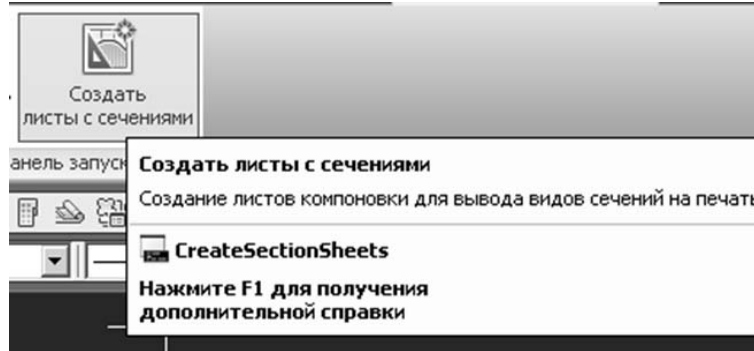 Создать
листы с сечениями
анель запуск
Создать листы с сечениями
Создание листов компоновки для вывода видов сечений на печать
CreateSectionSheets
Нажмите F1 для получения
дополнительной справки